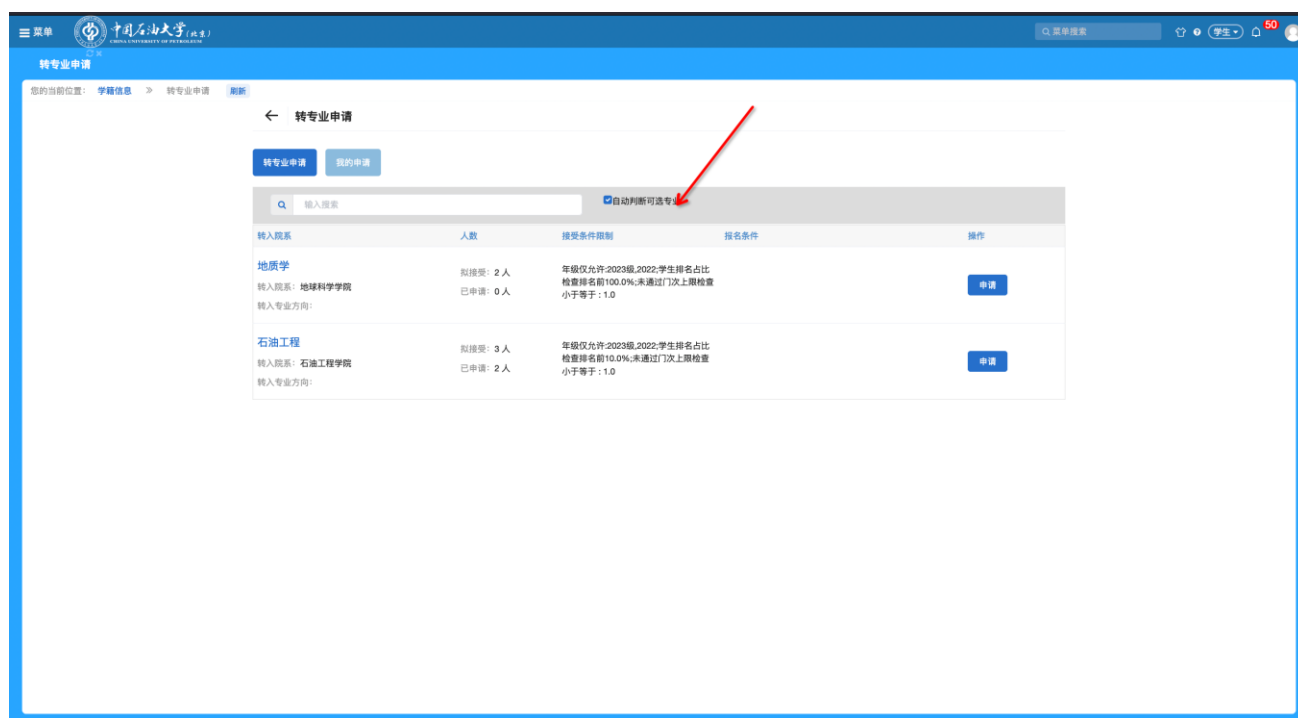 菜单
中国石油大学(北京)
CHINA UNIVERSITY OF PETROLEUM
菜单搜索
学生
50
转专业申请
您的当前位置: 学籍信息 》 转专业申请 刷新
← 转专业申请
转专业申请 我的申请
输入搜索
自动判断可选专业
转入院系 人数 接受条件限制 报名条件 操作
地质学
转入院系: 地球科学学院
转入专业方向:
拟接受: 2 人
已申请: 0 人
年级仅允许:2023级,2022;学生排名占比
检查排名前100.0%;未通过门次上限检查
小于等于 : 1.0
申请
石油工程
转入院系: 石油工程学院
转入专业方向:
拟接受: 3 人
已申请: 2 人
年级仅允许:2023级,2022;学生排名占比
检查排名前10.0%;未通过门次上限检查
小于等于 : 1.0
申请